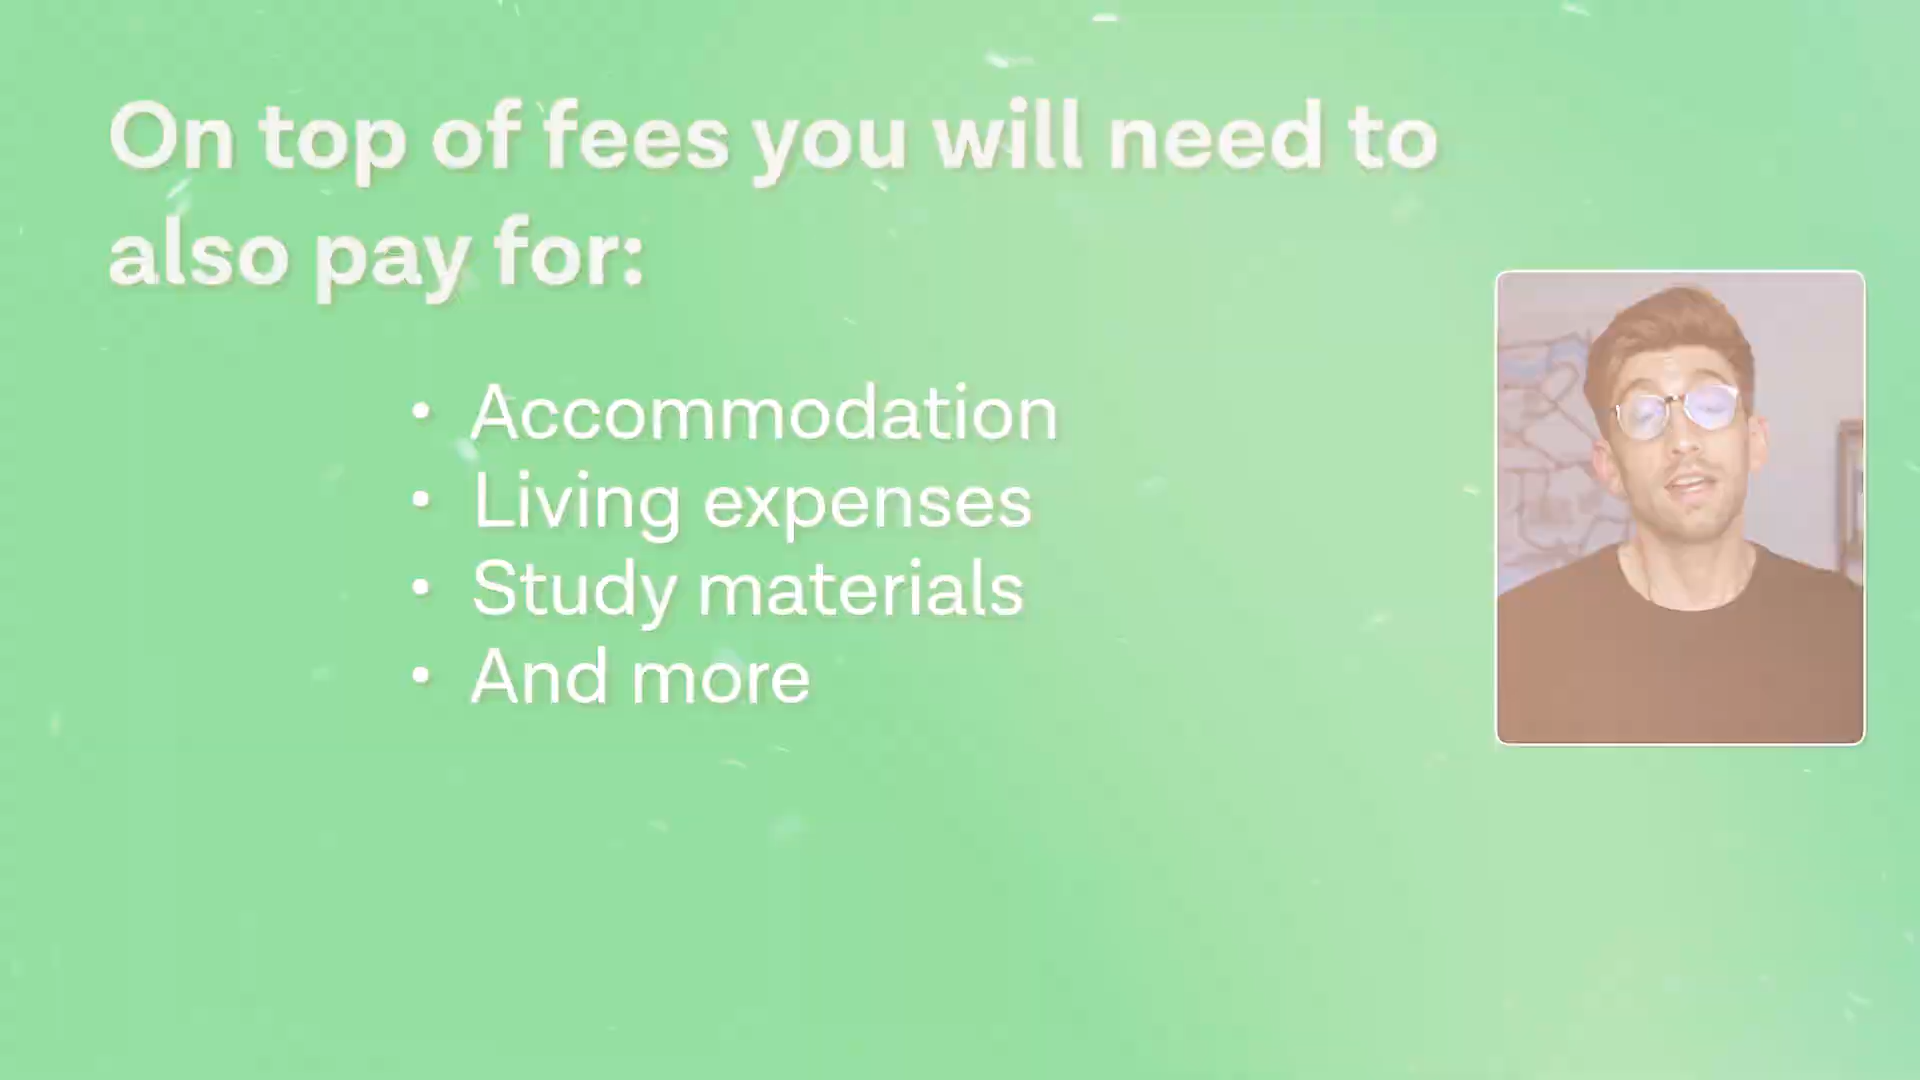 On top of fees you will need to
also pay for:
• Accommodation
• Living expenses
• Study materials
• And more